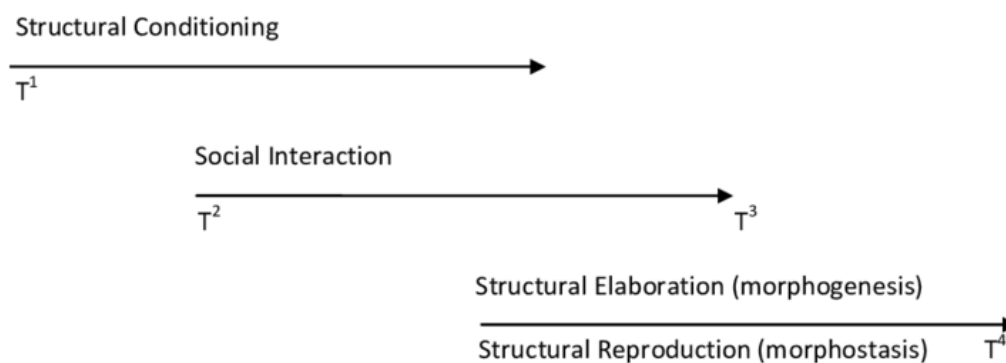 Structural Conditioning
T¹
Social Interaction
T² T³
Structural Elaboration (morphogenesis)
Structural Reproduction (morphostasis) T⁴